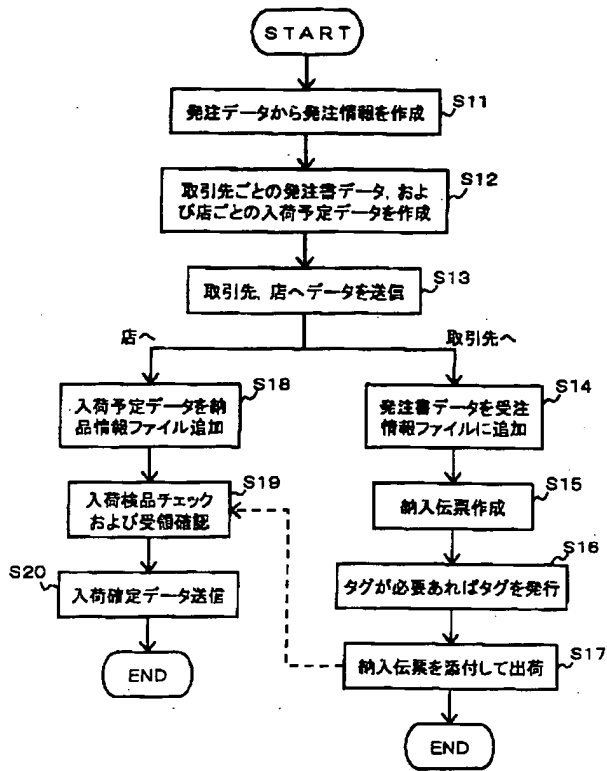 START
S11
発注データから発注情報を作成
S12
取引先ごとの発注書データ, および店ごとの入荷予定データを作成
S13
取引先, 店へデータを送信
店へ
取引先へ
S18
入荷予定データを納
品情報ファイル追加
S14
発注書データを受注
情報ファイルに追加
S19
入荷検品チェック
および受領確認
S15
納入伝票作成
S20
入荷確定データ送信
S16
タグが必要あればタグを発行
END
S17
納入伝票を添付して出荷
END